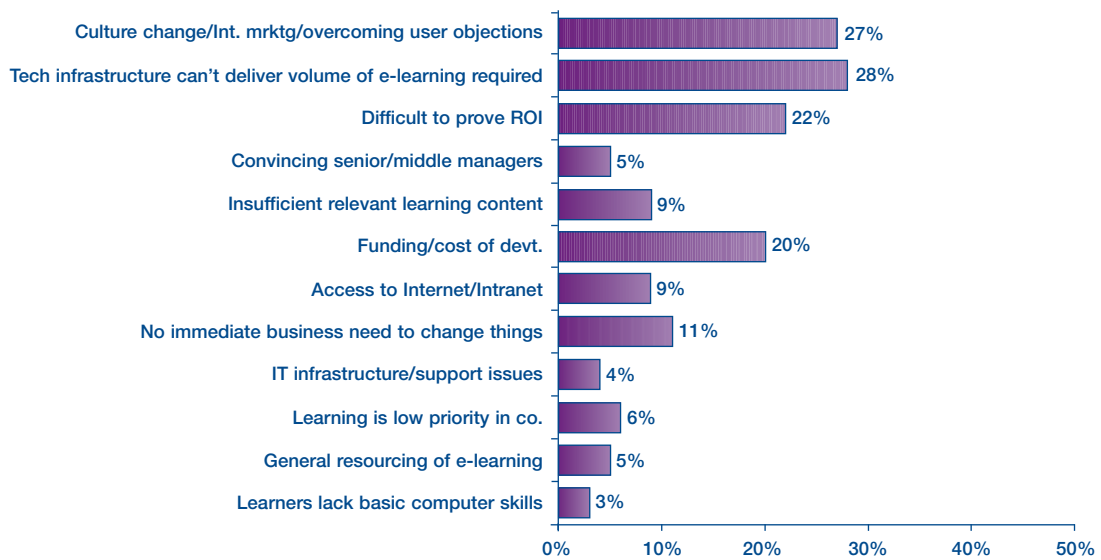 Culture change/Int. mrktg/overcoming user objections 27%
Tech infrastructure can't deliver volume of e-learning required 28%
Difficult to prove ROI 22%
Convincing senior/middle managers 5%
Insufficient relevant learning content 9%
Funding/cost of devt. 20%
Access to Internet/Intranet 9%
No immediate business need to change things 11%
IT infrastructure/support issues 4%
Learning is low priority in co. 6%
General resourcing of e-learning 5%
Learners lack basic computer skills 3%
0% 10% 20% 30% 40% 50%